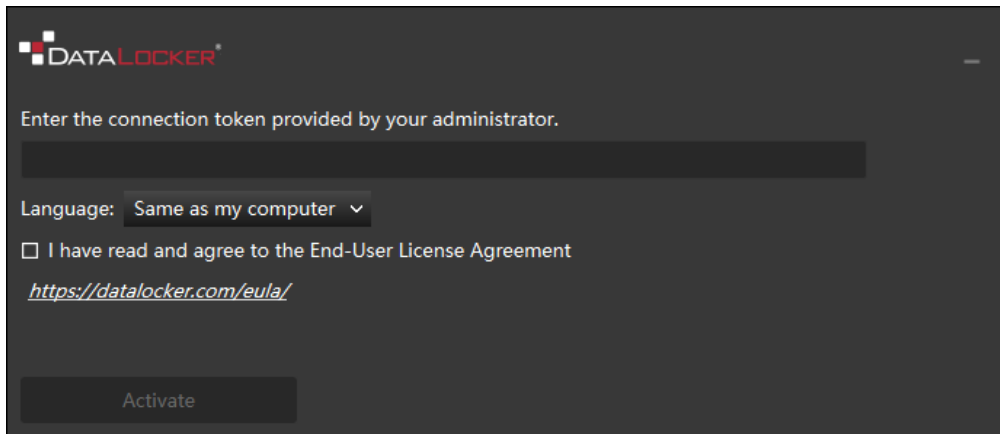 DATALOCKER®
Enter the connection token provided by your administrator.
Language: Same as my computer
I have read and agree to the End-User License Agreement
https://datalocker.com/eula/
Activate